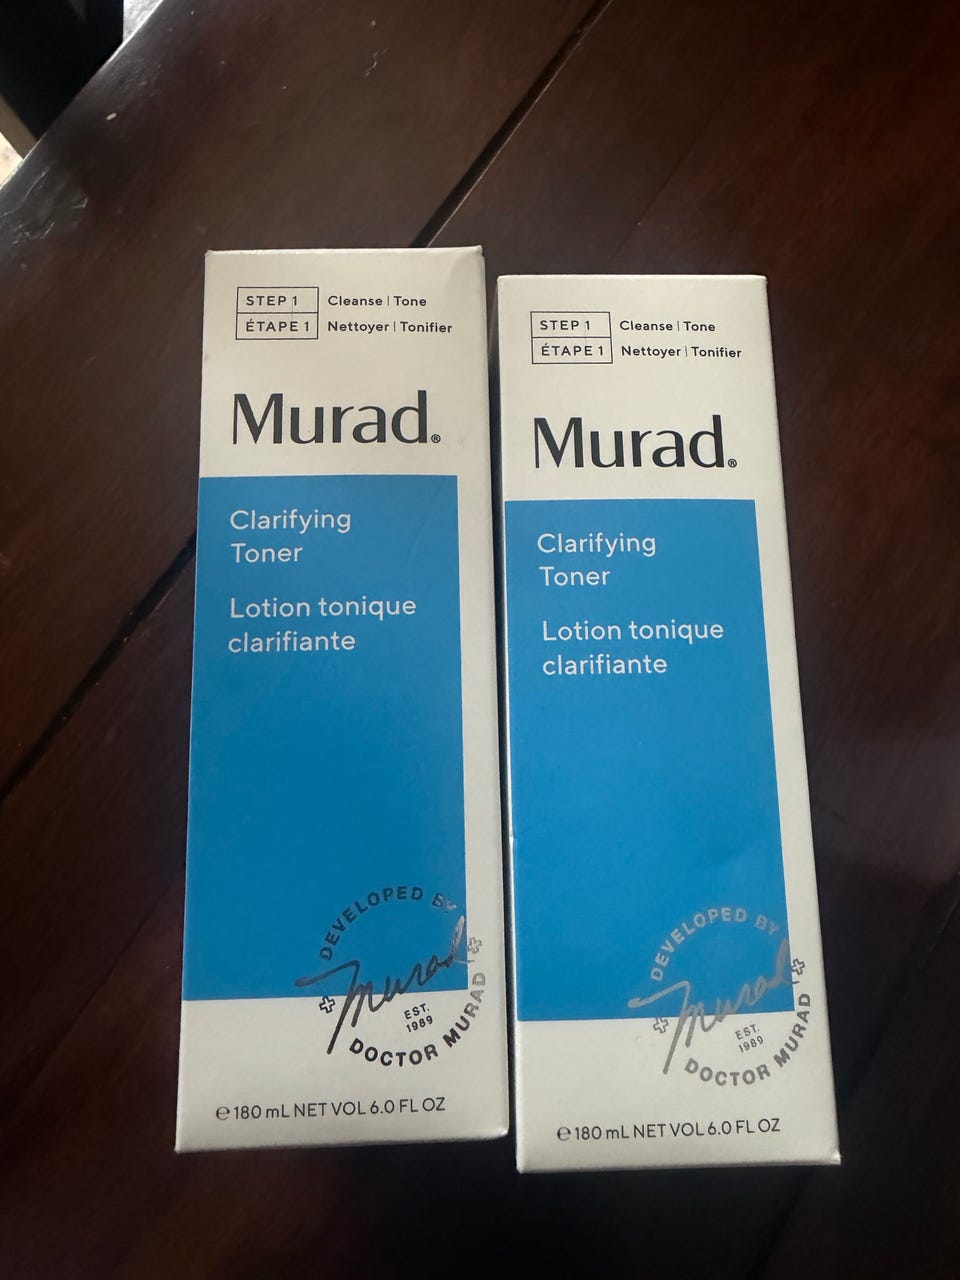 STEP 1 Cleanse | Tone
ÉTAPE 1 Nettoyer | Tonifier
Murad®
Clarifying
Toner
Lotion tonique
clarifiante
DEVELOPED BY
Murad
EST.
1989
DOCTOR MURAD
℮ 180 mL NET VOL 6.0 FL OZ
STEP 1 Cleanse | Tone
ÉTAPE 1 Nettoyer | Tonifier
Murad®
Clarifying
Toner
Lotion tonique
clarifiante
DEVELOPED BY
Murad
EST.
1989
DOCTOR MURAD
℮ 180 mL NET VOL 6.0 FL OZ